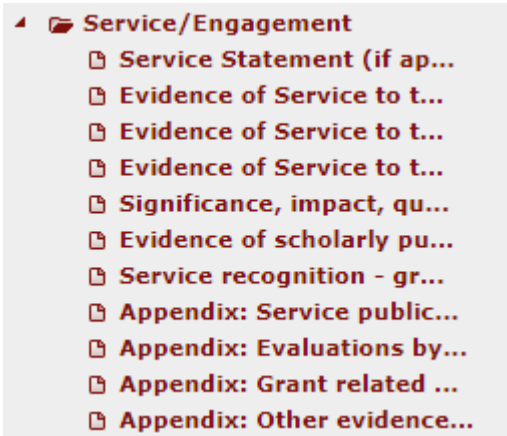 Service/Engagement
Service Statement (if ap...
Evidence of Service to t...
Evidence of Service to t...
Evidence of Service to t...
Significance, impact, qu...
Evidence of scholarly pu...
Service recognition - gr...
Appendix: Service public...
Appendix: Evaluations by...
Appendix: Grant related ...
Appendix: Other evidence...